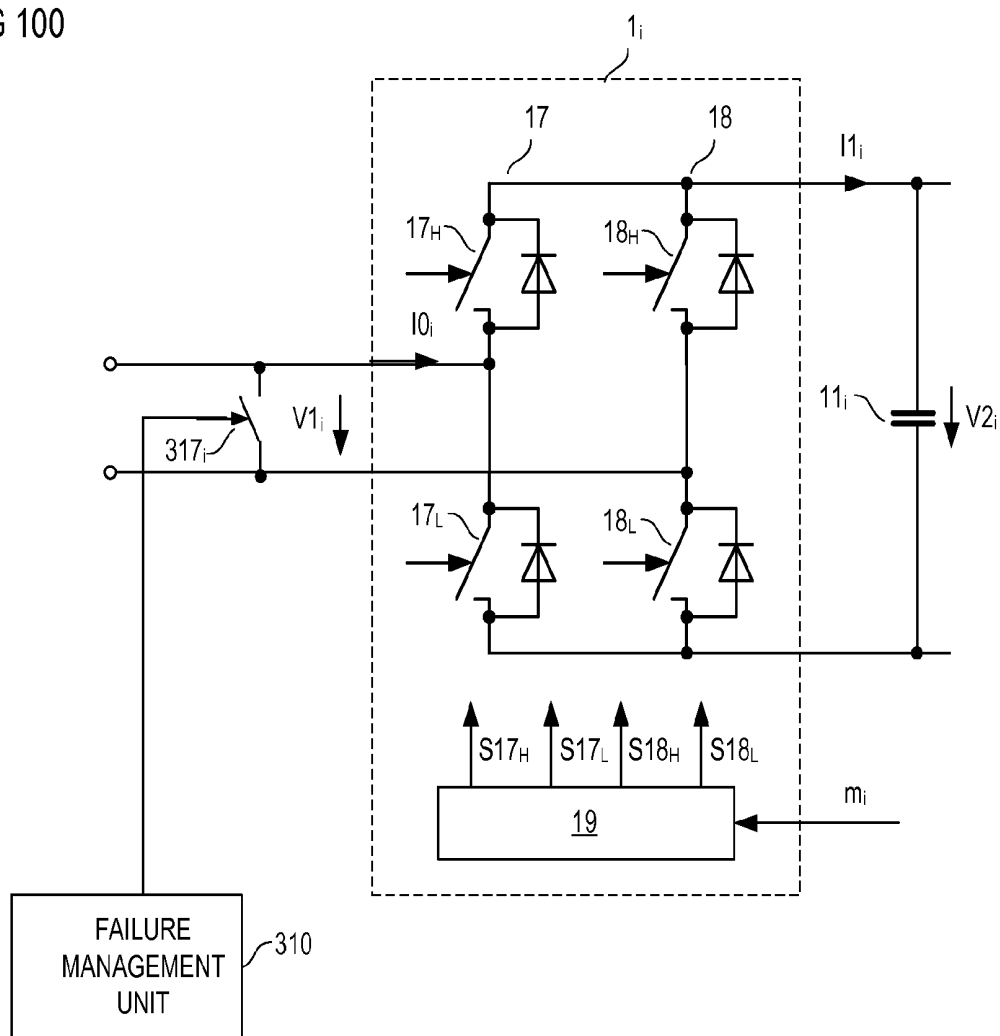 G 100
1i
17
18
I1i
17H
18H
I0i
V1i
317i
11i
V2i
17L
18L
S17H
S17L
S18H
S18L
19
mi
FAILURE
MANAGEMENT
UNIT
310